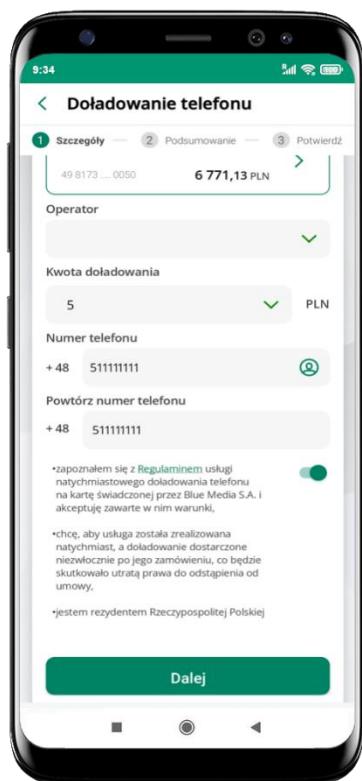 9:34
Doładowanie telefonu
1 Szczegóły 2 Podsumowanie 3 Potwierdź
49 8173 .... 0050 6 771,13 PLN
Operator
Kwota doładowania
5 PLN
Numer telefonu
+ 48 511111111
Powtórz numer telefonu
+ 48 511111111
•zapoznałem się z Regulaminem usługi
natychmiastowego doładowania telefonu
na kartę świadczonej przez Blue Media S.A. i
akceptuję zawarte w nim warunki,
•chcę, aby usługa została zrealizowana
natychmiast, a doładowanie dostarczone
niezwłocznie po jego zamówieniu, co będzie
skutkowało utratą prawa do odstąpienia od
umowy,
•jestem rezydentem Rzeczypospolitej Polskiej
Dalej